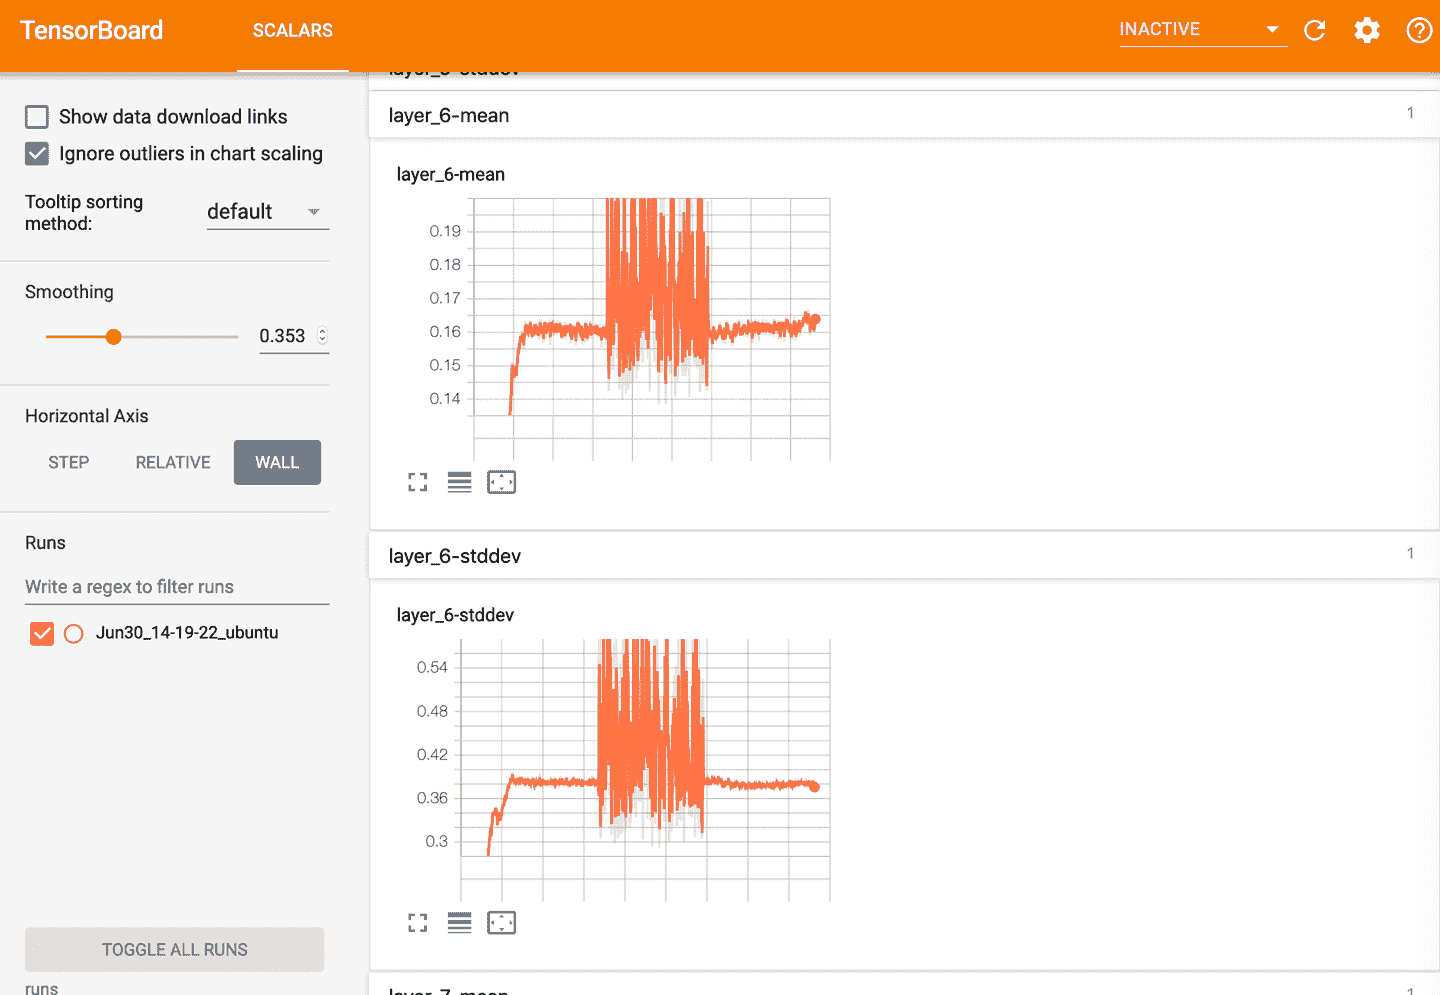 TensorBoard
SCALARS
INACTIVE
Show data download links
Ignore outliers in chart scaling
Tooltip sorting
method:
default
Smoothing
0.353
Horizontal Axis
STEP
RELATIVE
WALL
Runs
Write a regex to filter runs
Jun30_14-19-22_ubuntu
TOGGLE ALL RUNS
runs
layer_6-mean
1
layer_6-mean
0.19
0.18
0.17
0.16
0.15
0.14
layer_6-stddev
1
layer_6-stddev
0.54
0.48
0.42
0.36
0.3
layer_7-mean
1